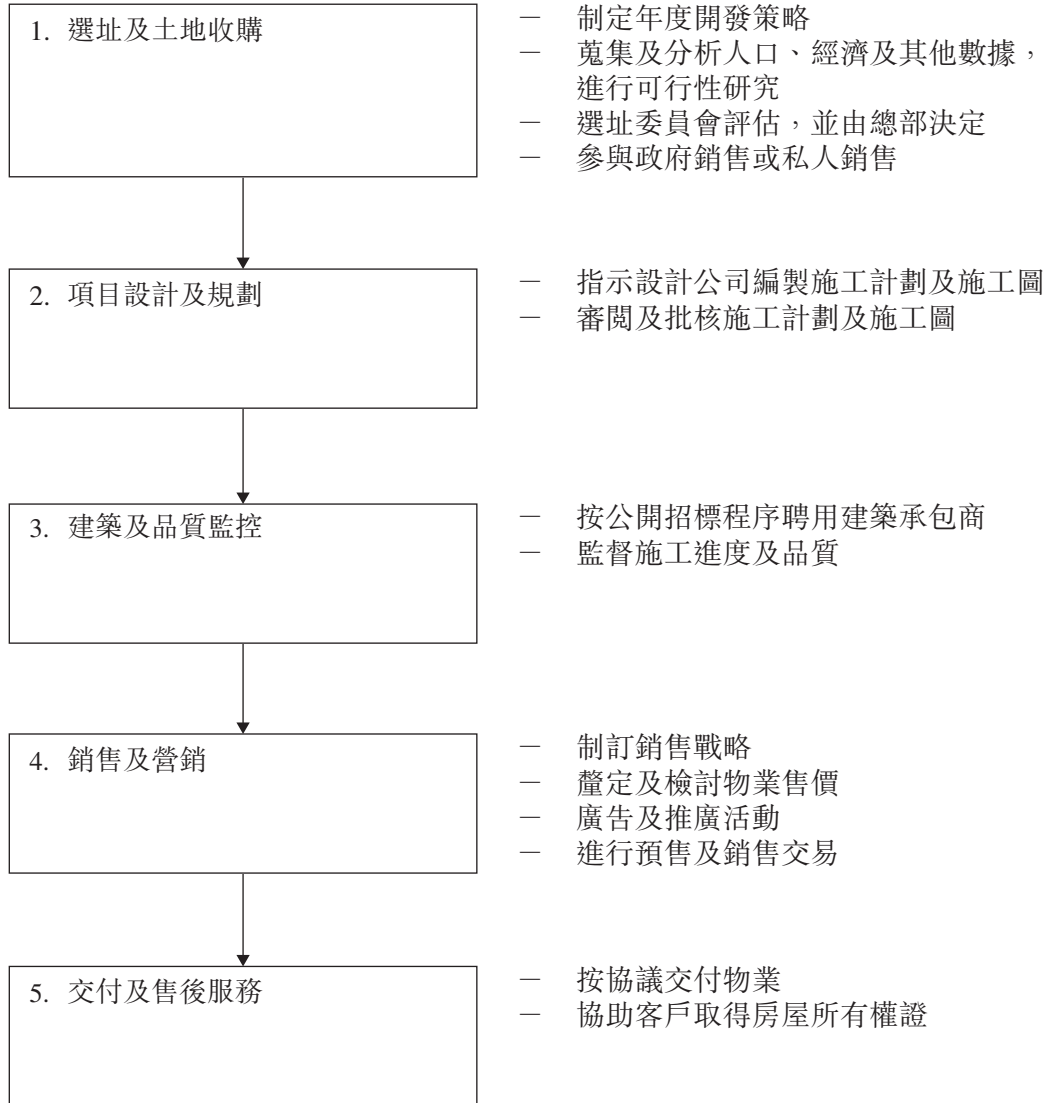 1. 選址及土地收購
－ 制定年度開發策略
－ 蒐集及分析人口、經濟及其他數據，
進行可行性研究
－ 選址委員會評估，並由總部決定
－ 參與政府銷售或私人銷售
2. 項目設計及規劃
－ 指示設計公司編製施工計劃及施工圖
－ 審閱及批核施工計劃及施工圖
3. 建築及品質監控
－ 按公開招標程序聘用建築承包商
－ 監督施工進度及品質
4. 銷售及營銷
－ 制訂銷售戰略
－ 釐定及檢討物業售價
－ 廣告及推廣活動
－ 進行預售及銷售交易
5. 交付及售後服務
－ 按協議交付物業
－ 協助客戶取得房屋所有權證